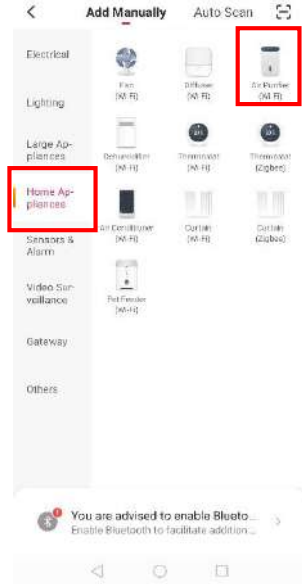 Add Manually
Auto Scan
Electrical
Lighting
Large Ap-
pliances
Home Ap-
pliances
Sensors &
Alarm
Video Sur-
veillance
Gateway
Others
Fan
(Wi-Fi)
Diffuser
(Wi-Fi)
Air Purifier
(Wi-Fi)
Dehumidifier
(Wi-Fi)
Thermostat
(Wi-Fi)
Thermostat
(Zigbee)
Air Conditioner
(Wi-Fi)
Curtain
(Wi-Fi)
Curtain
(Zigbee)
Pet Feeder
(Wi-Fi)
You are advised to enable Blueto...
Enable Bluetooth to facilitate addition ...